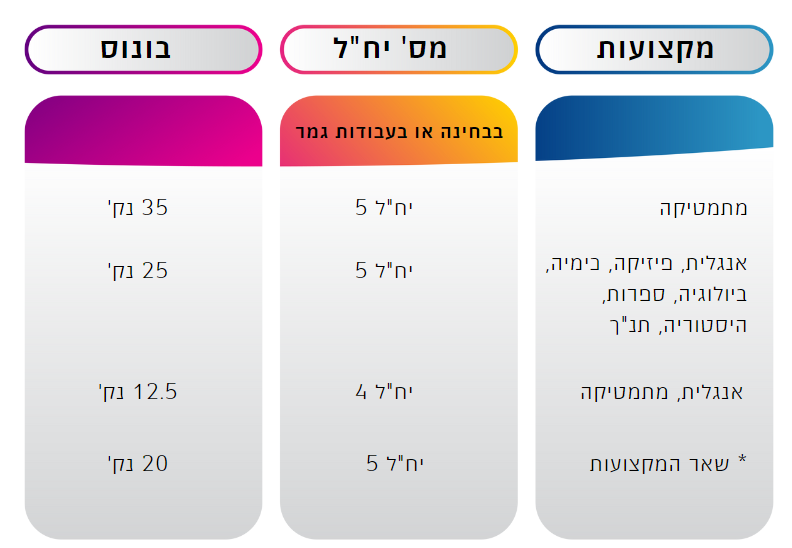 מקצועות
מס' יח"ל
בונוס
בבחינה או בעבודות גמר
מתמטיקה
5 יח"ל
35 נק'
אנגלית, פיזיקה, כימיה,
ביולוגיה, ספרות,
היסטוריה, תנ"ך
5 יח"ל
25 נק'
אנגלית, מתמטיקה
4 יח"ל
12.5 נק'
* שאר המקצועות
5 יח"ל
20 נק'